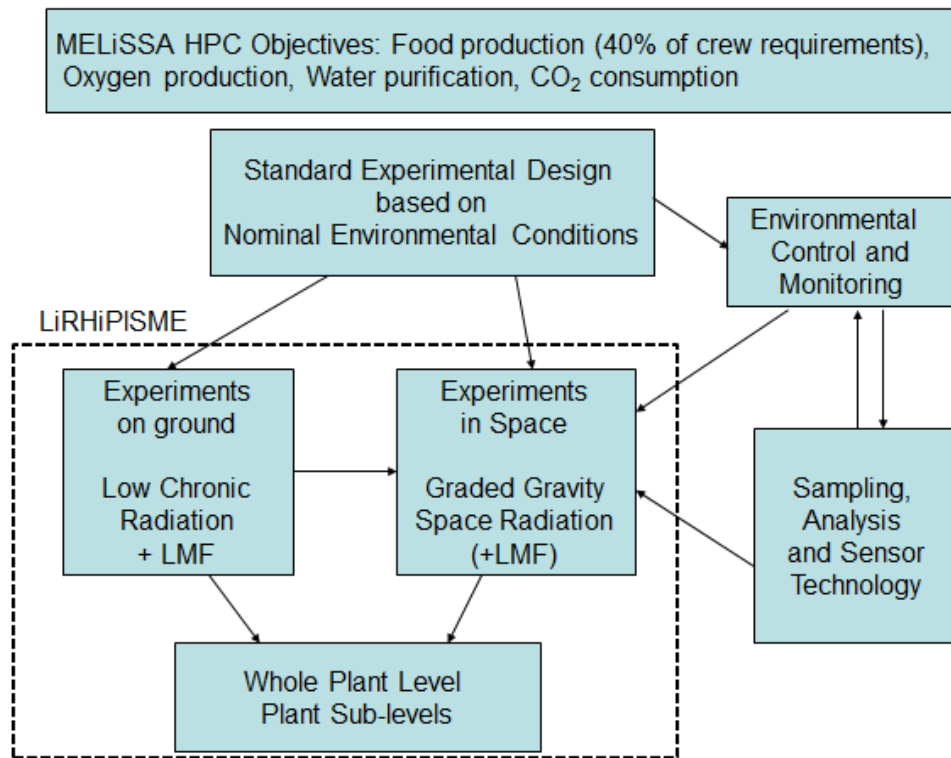 MELiSSA HPC Objectives: Food production (40% of crew requirements),
Oxygen production, Water purification, CO₂ consumption
Standard Experimental Design
based on
Nominal Environmental Conditions
Environmental
Control and
Monitoring
LiRHiPlSME
Experiments
on ground
Low Chronic
Radiation
+ LMF
Experiments
in Space
Graded Gravity
Space Radiation
(+LMF)
Sampling,
Analysis
and Sensor
Technology
Whole Plant Level
Plant Sub-levels